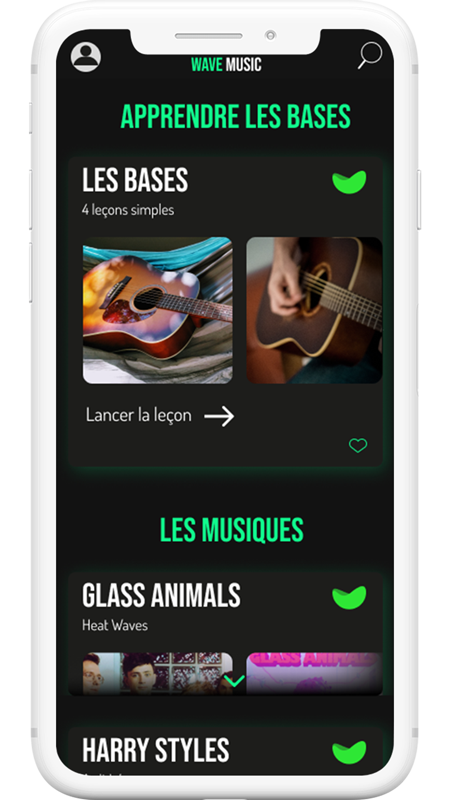 WAVE MUSIC
APPRENDRE LES BASES
LES BASES
4 leçons simples
Lancer la leçon
LES MUSIQUES
GLASS ANIMALS
Heat Waves
GLASS ANIMALS
HARRY STYLES